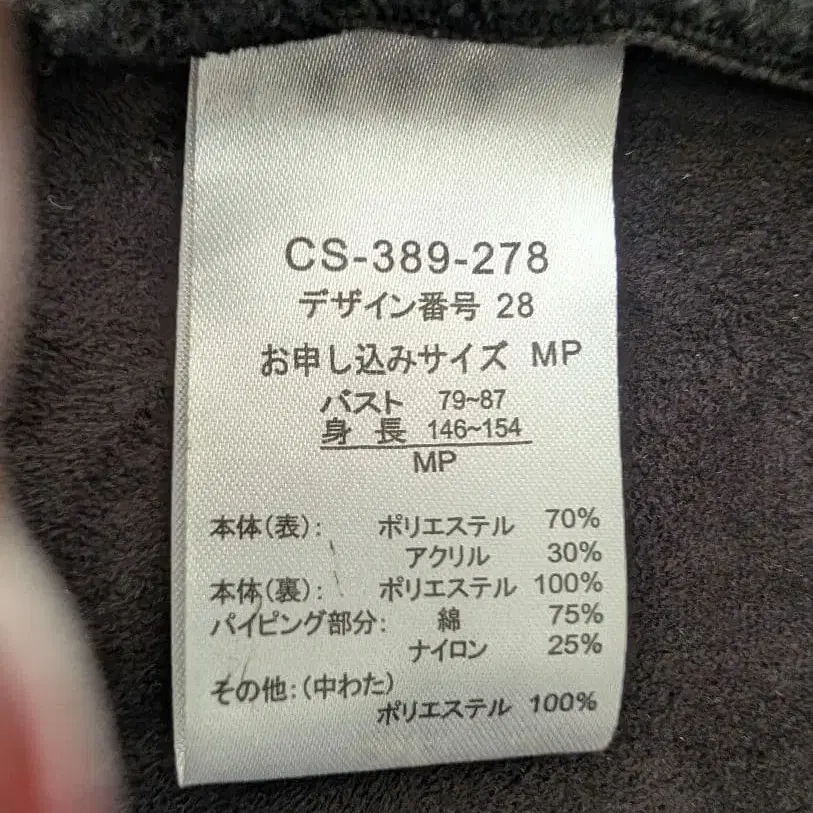 CS-389-278
デザイン番号 28
お申し込みサイズ MP
バスト 79~87
身 長 146~154
MP
本体(表): ポリエステル 70%
アクリル 30%
本体(裏): ポリエステル 100%
パイピング部分: 綿 75%
ナイロン 25%
その他:(中わた)
ポリエステル 100%